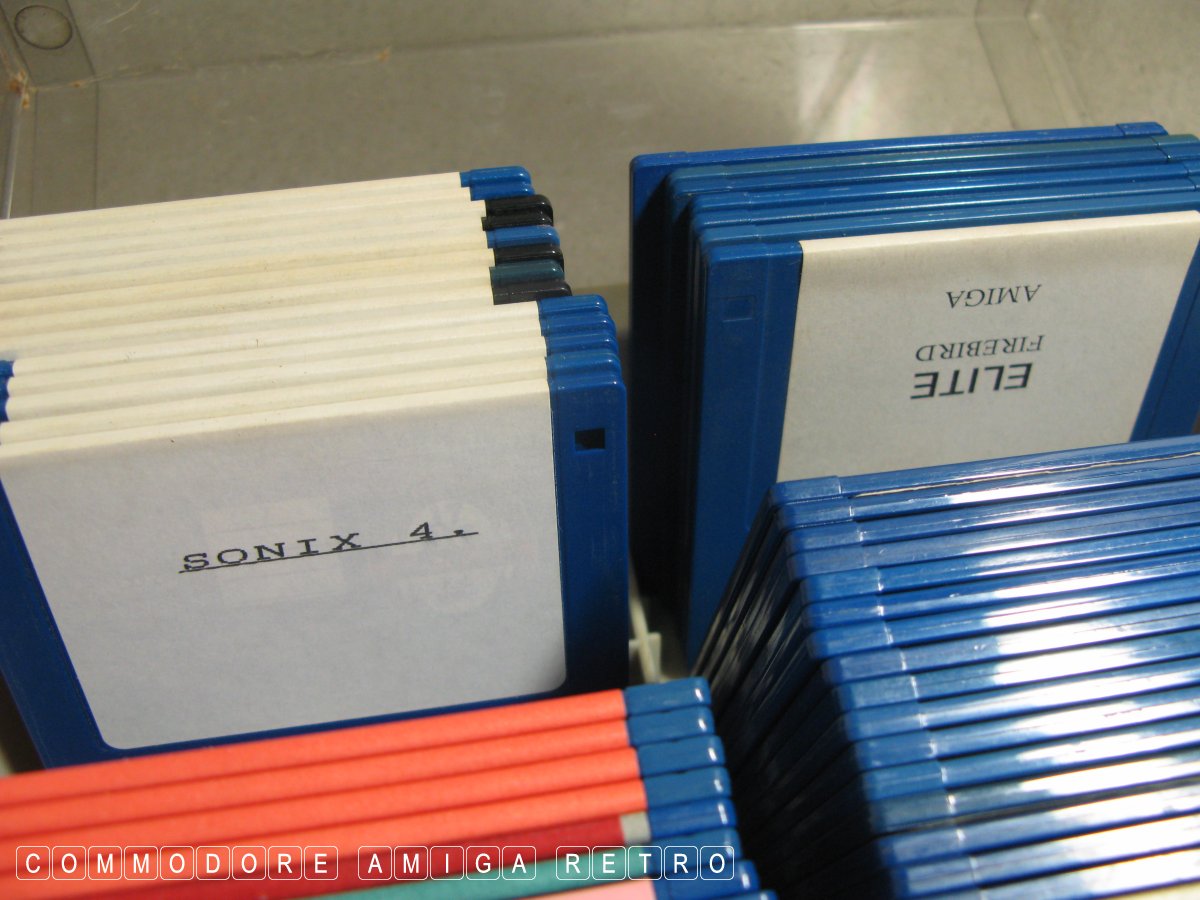 SONIX 4.
ELITE
FIREBIRD
AMIGA
COMMODORE AMIGA RETRO